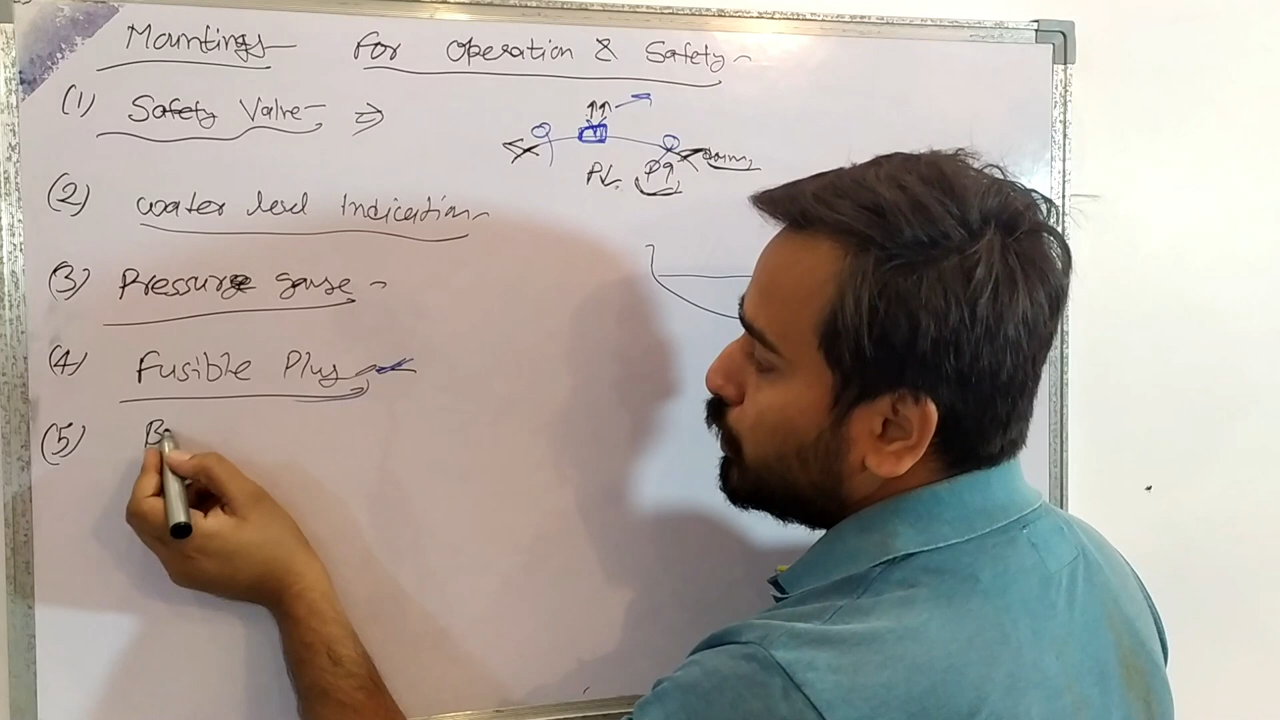 Mountings For Operation & Safety
(1) Safety Valve ⇒
P↓ P↑
(2) water level Indication
(3) Pressure gauge
(4) Fusible Plug
(5) B